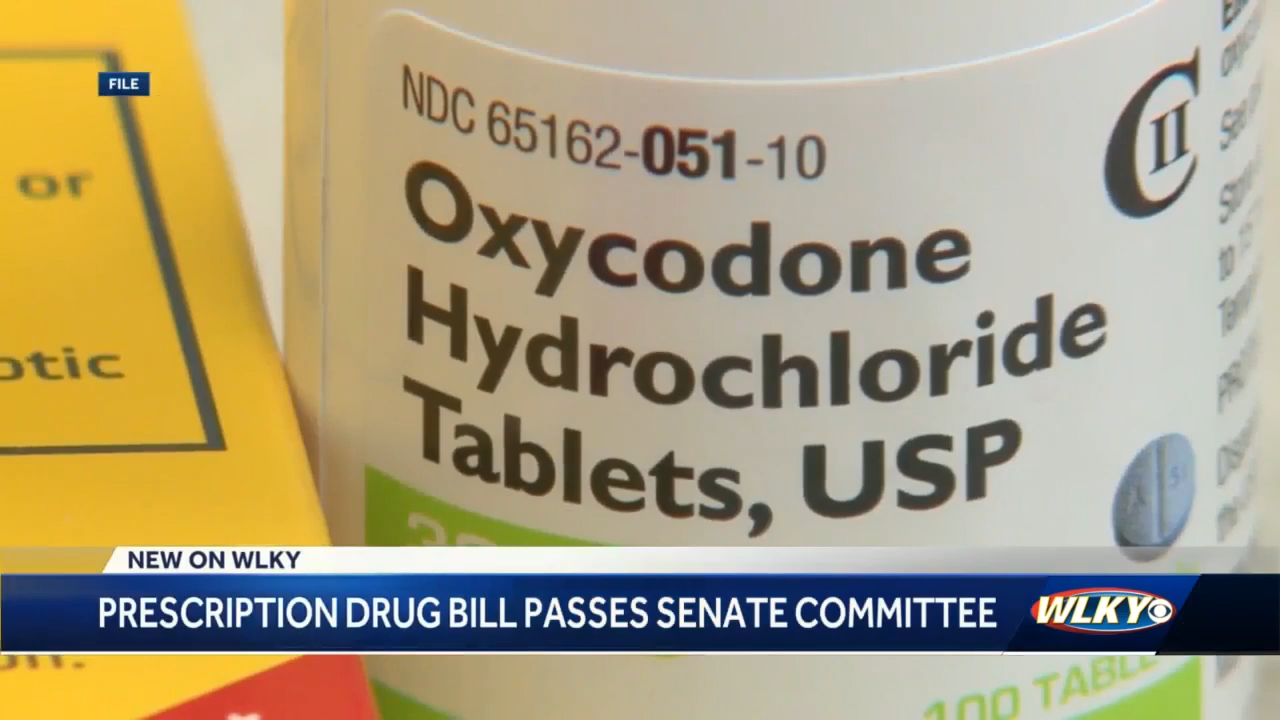 FILE
or
otic
NDC 65162-051-10
CII
Oxycodone
Hydrochloride
Tablets, USP
NEW ON WLKY
PRESCRIPTION DRUG BILL PASSES SENATE COMMITTEE
WLKY
100 TABLE